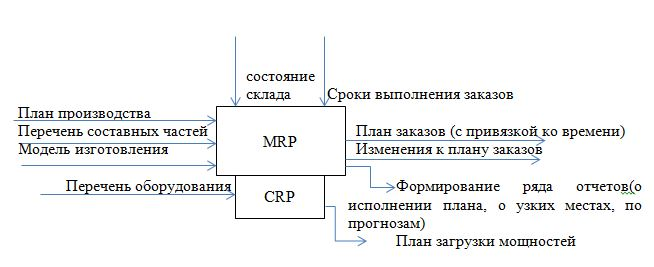 состояние
склада
Сроки выполнения заказов
План производства
Перечень составных частей
Модель изготовления
MRP
План заказов (с привязкой ко времени)
Изменения к плану заказов
Перечень оборудования
CRP
Формирование ряда отчетов(о
исполнении плана, о узких местах, по
прогнозам)
План загрузки мощностей